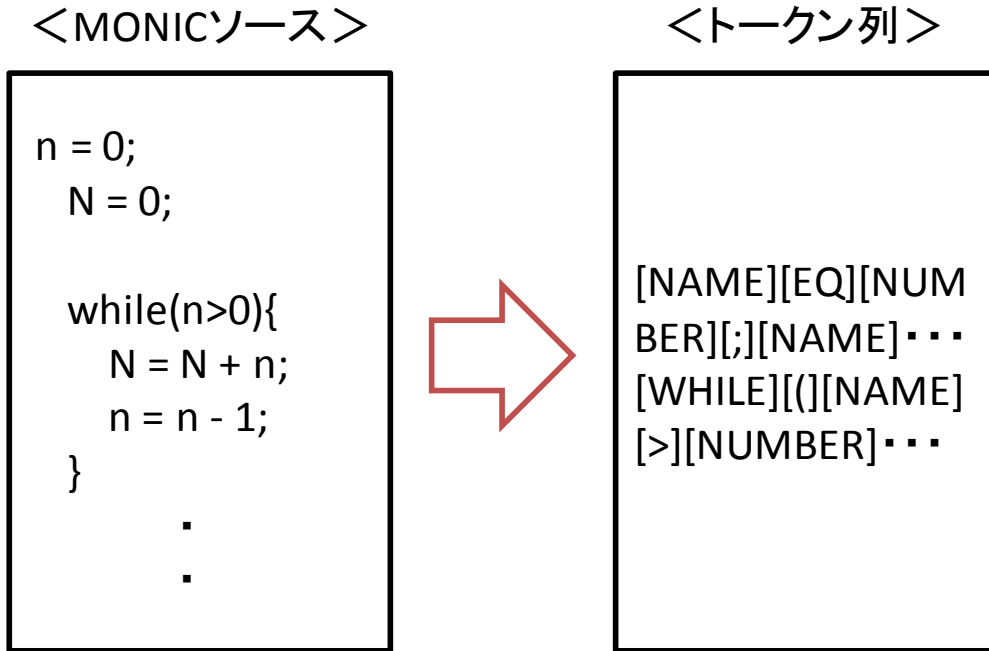 ＜MONICソース＞
n = 0;
N = 0;
while(n>0){
N = N + n;
n = n - 1;
}
・
・
＜トークン列＞
[NAME][EQ][NUM
BER][;][NAME]・・・
[WHILE][(][NAME]
[>][NUMBER]・・・